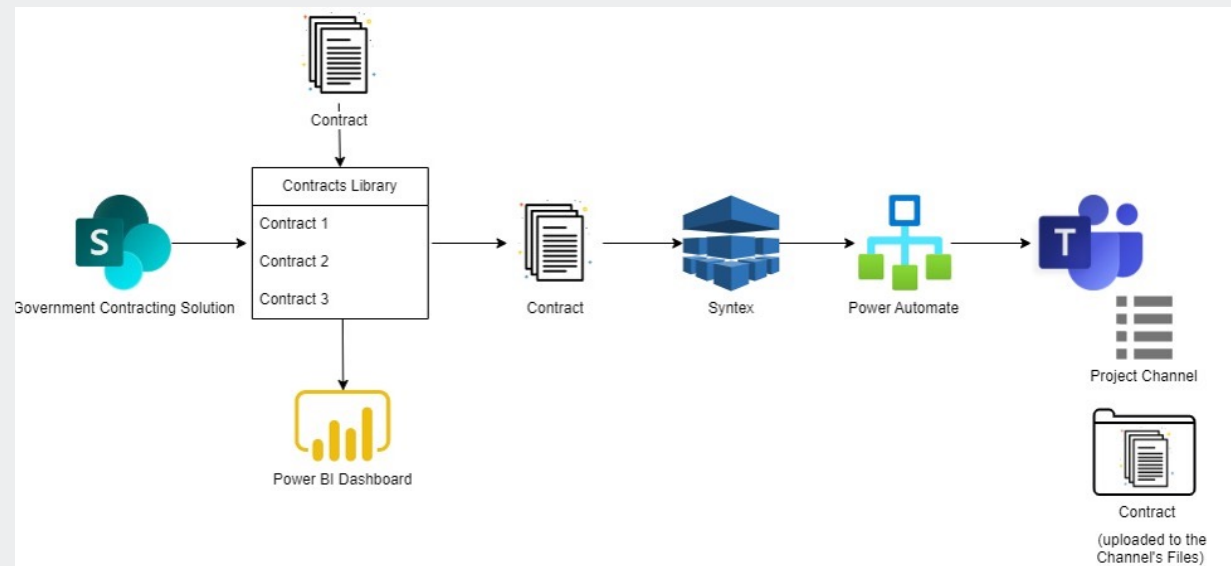 Contract
Contracts Library
Contract 1
Contract 2
Contract 3
S
Government Contracting Solution
Contract
Syntex
Power Automate
T
Project Channel
Power BI Dashboard
Contract
(uploaded to the
Channel's Files)